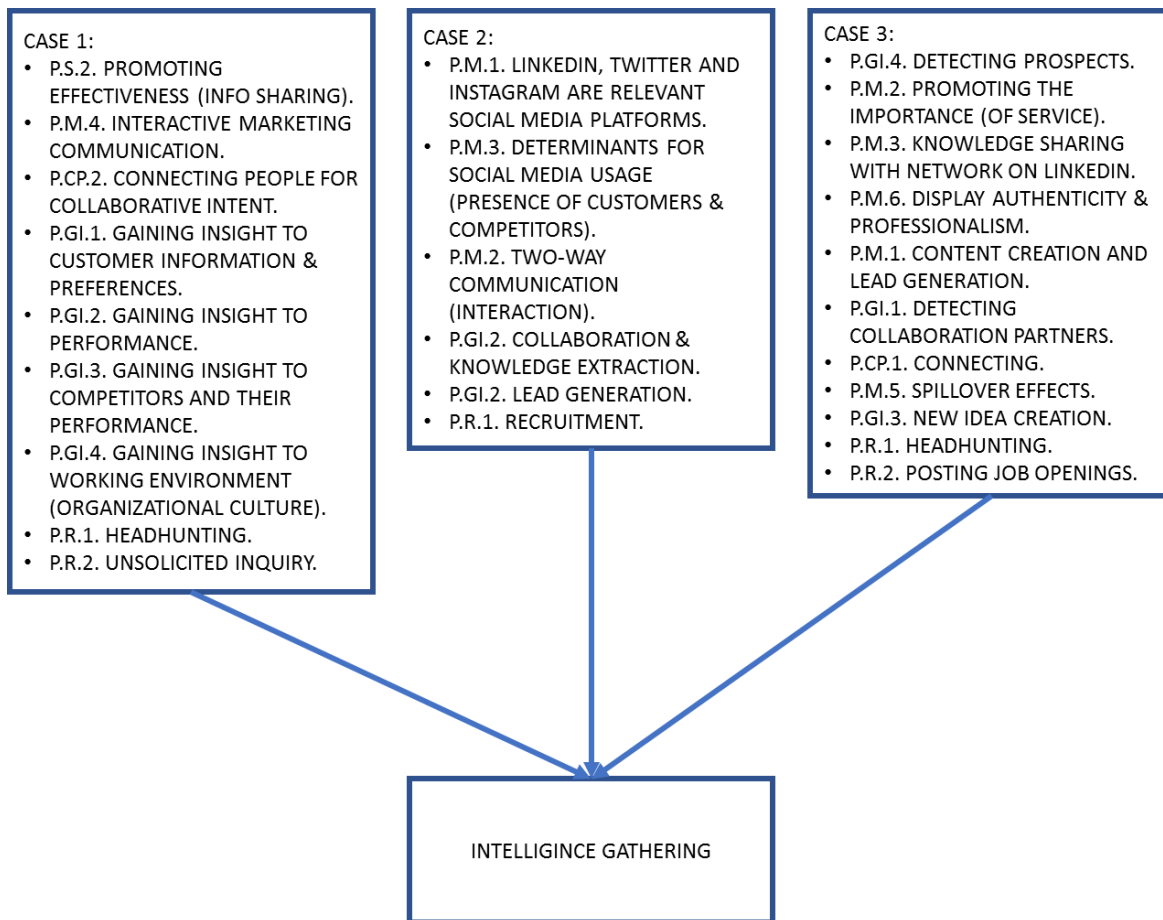 CASE 1:
• P.S.2. PROMOTING
EFFECTIVENESS (INFO SHARING).
• P.M.4. INTERACTIVE MARKETING
COMMUNICATION.
• P.CP.2. CONNECTING PEOPLE FOR
COLLABORATIVE INTENT.
• P.GI.1. GAINING INSIGHT TO
CUSTOMER INFORMATION &
PREFERENCES.
• P.GI.2. GAINING INSIGHT TO
PERFORMANCE.
• P.GI.3. GAINING INSIGHT TO
COMPETITORS AND THEIR
PERFORMANCE.
• P.GI.4. GAINING INSIGHT TO
WORKING ENVIRONMENT
(ORGANIZATIONAL CULTURE).
• P.R.1. HEADHUNTING.
• P.R.2. UNSOLICITED INQUIRY.
CASE 2:
• P.M.1. LINKEDIN, TWITTER AND
INSTAGRAM ARE RELEVANT
SOCIAL MEDIA PLATFORMS.
• P.M.3. DETERMINANTS FOR
SOCIAL MEDIA USAGE
(PRESENCE OF CUSTOMERS &
COMPETITORS).
• P.M.2. TWO-WAY
COMMUNICATION
(INTERACTION).
• P.GI.2. COLLABORATION &
KNOWLEDGE EXTRACTION.
• P.GI.2. LEAD GENERATION.
• P.R.1. RECRUITMENT.
CASE 3:
• P.GI.4. DETECTING PROSPECTS.
• P.M.2. PROMOTING THE
IMPORTANCE (OF SERVICE).
• P.M.3. KNOWLEDGE SHARING
WITH NETWORK ON LINKEDIN.
• P.M.6. DISPLAY AUTHENTICITY &
PROFESSIONALISM.
• P.M.1. CONTENT CREATION AND
LEAD GENERATION.
• P.GI.1. DETECTING
COLLABORATION PARTNERS.
• P.CP.1. CONNECTING.
• P.M.5. SPILLOVER EFFECTS.
• P.GI.3. NEW IDEA CREATION.
• P.R.1. HEADHUNTING.
• P.R.2. POSTING JOB OPENINGS.
INTELLIGINCE GATHERING